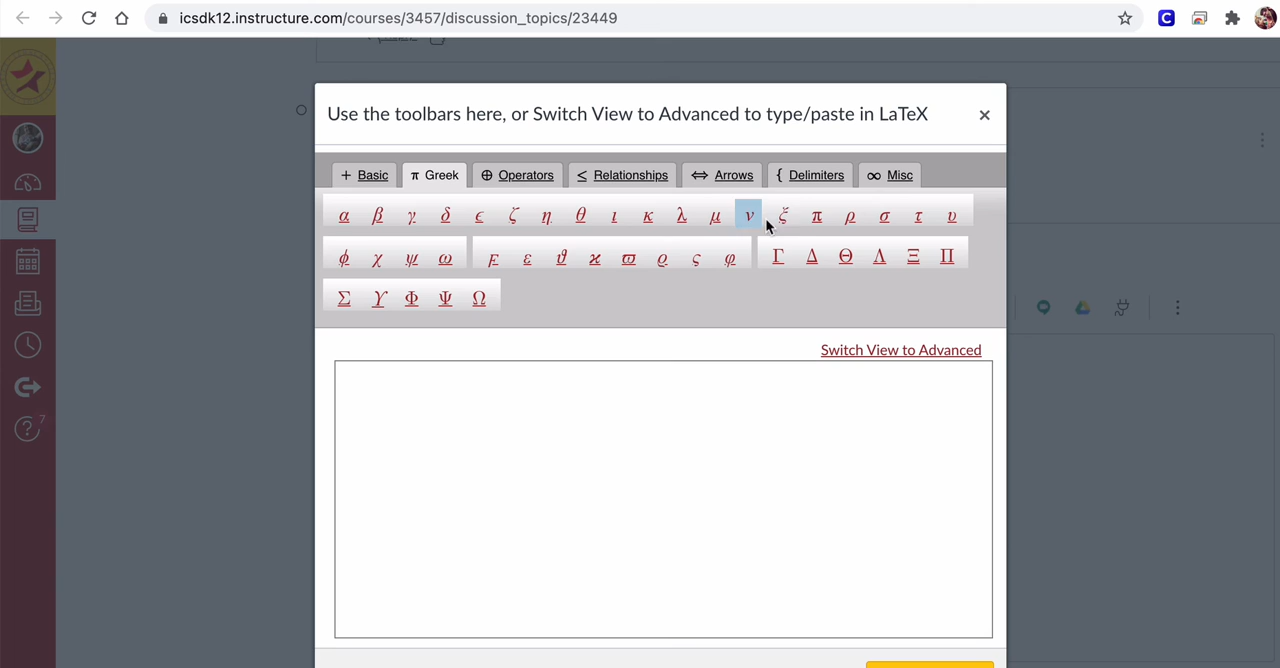 icsdk12.instructure.com/courses/3457/discussion_topics/23449
Use the toolbars here, or Switch View to Advanced to type/paste in LaTeX ×
+ Basic π Greek ⊕ Operators ≤ Relationships ⇔ Arrows { Delimiters ∞ Misc
α β γ δ ϵ ζ η θ ι κ λ μ ν ξ π ρ σ τ υ
ϕ χ ψ ω ϝ ε ϑ ϰ ϖ ϱ ς φ Γ Δ Θ Λ Ξ Π
Σ ϒ Φ Ψ Ω
Switch View to Advanced
7